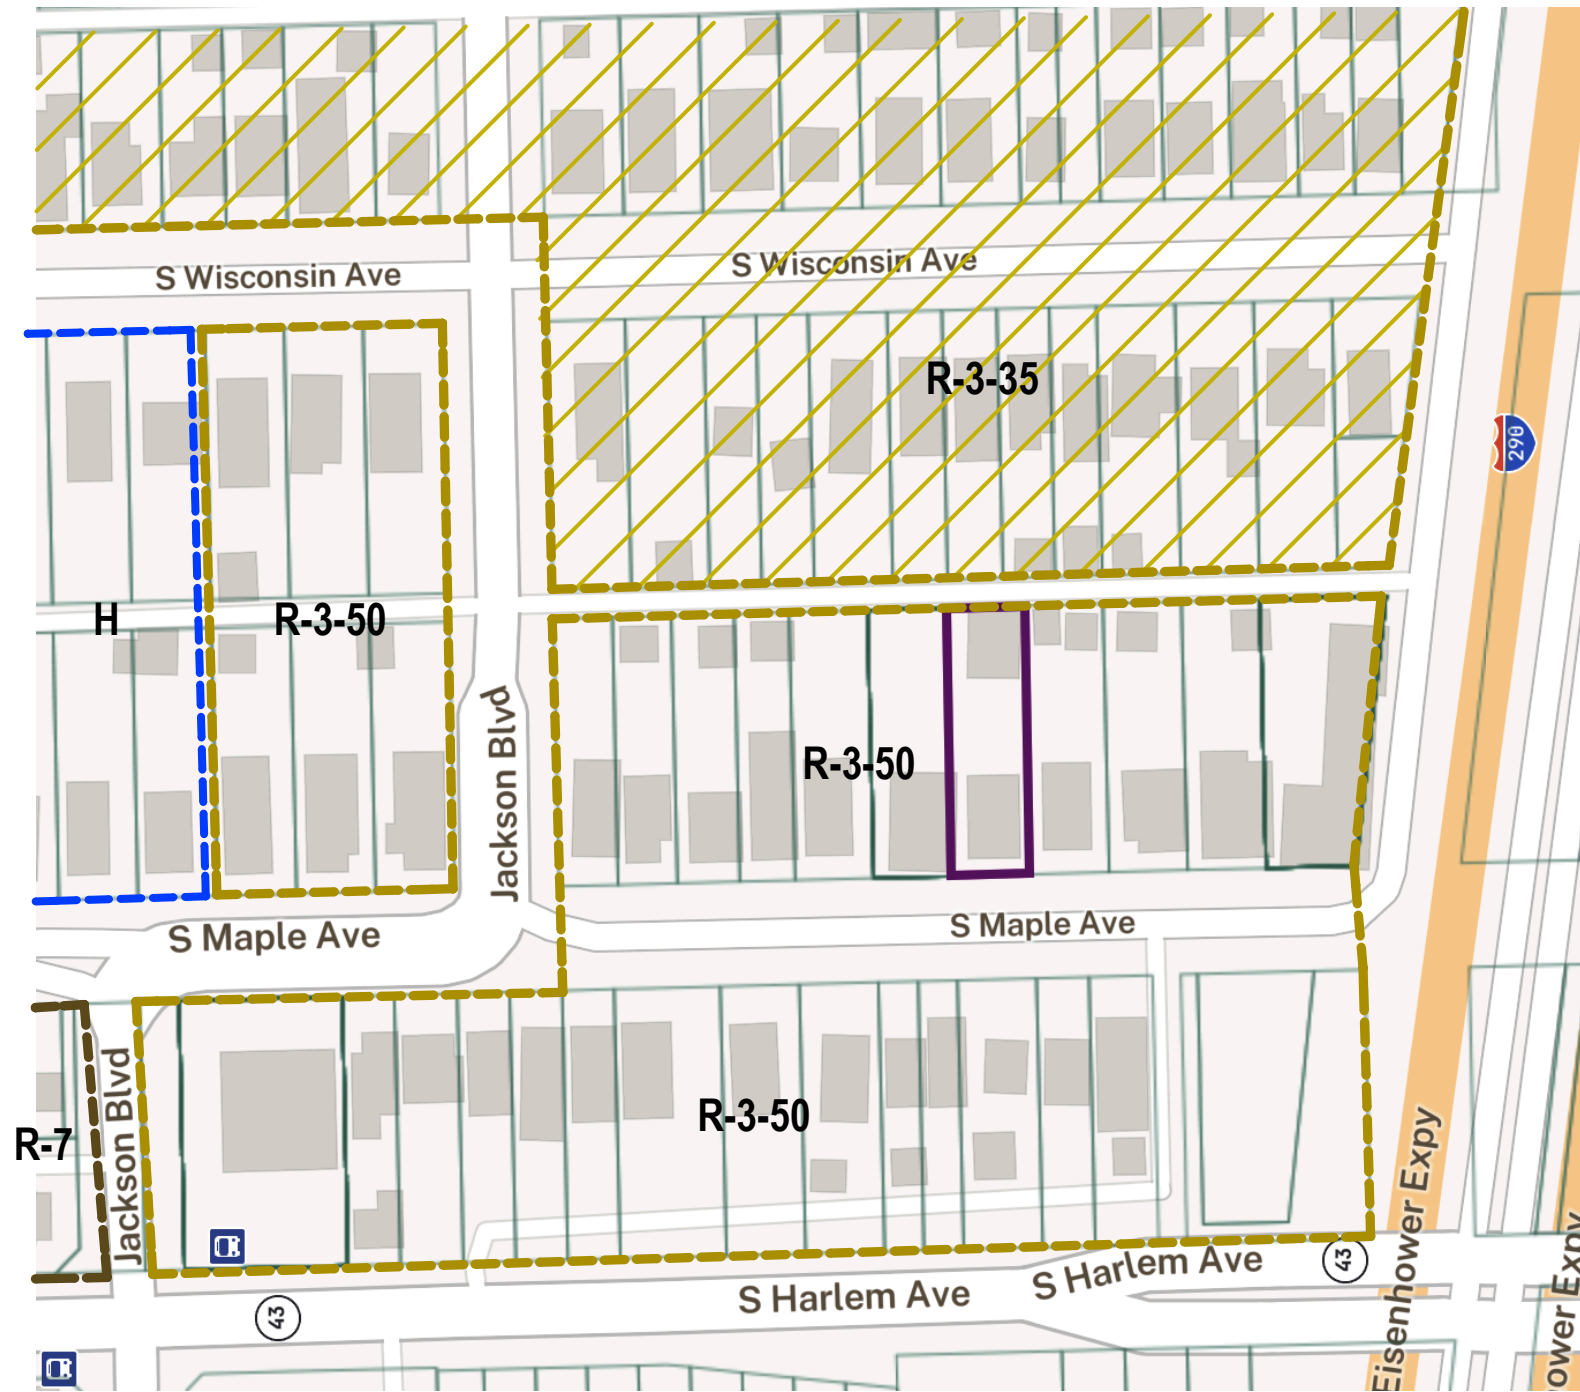 S Wisconsin Ave
S Wisconsin Ave
R-3-35
290
H
R-3-50
Jackson Blvd
R-3-50
S Maple Ave
S Maple Ave
Jackson Blvd
R-7
R-3-50
Eisenhower Expy
S Harlem Ave
S Harlem Ave
43
43
ower Expy